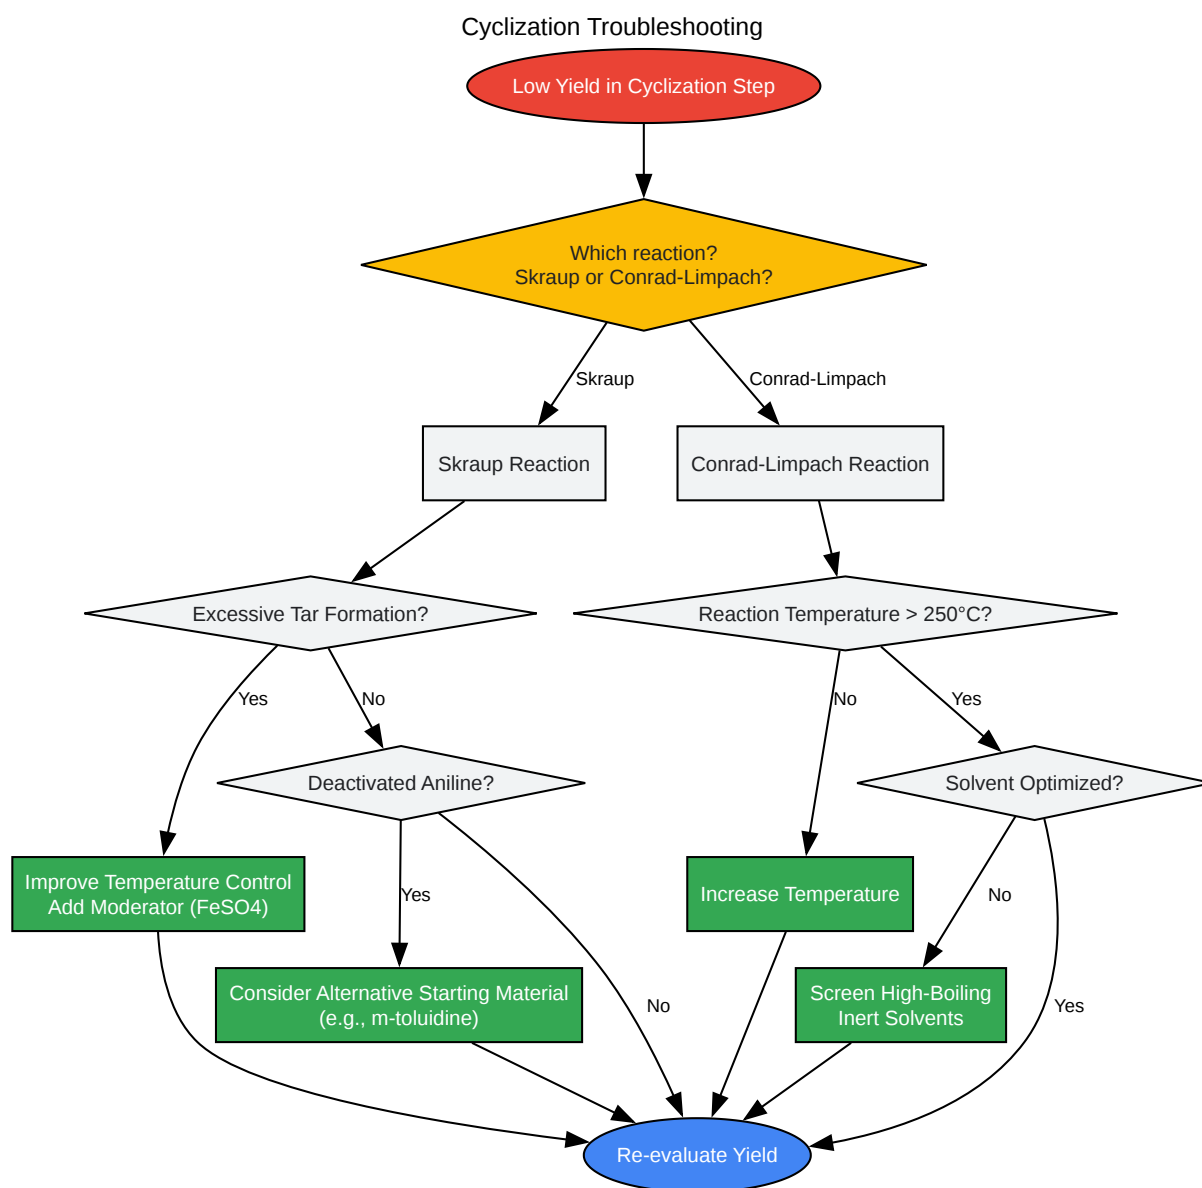 Cyclization Troubleshooting
Low Yield in Cyclization Step
Which reaction?
Skraup or Conrad-Limpach?
Skraup
Conrad-Limpach
Skraup Reaction
Conrad-Limpach Reaction
Excessive Tar Formation?
Reaction Temperature > 250°C?
Yes
No
No
Yes
Deactivated Aniline?
Solvent Optimized?
Improve Temperature Control
Add Moderator (FeSO4)
Yes
Increase Temperature
No
Consider Alternative Starting Material
(e.g., m-toluidine)
No
Screen High-Boiling
Inert Solvents
Yes
Re-evaluate Yield